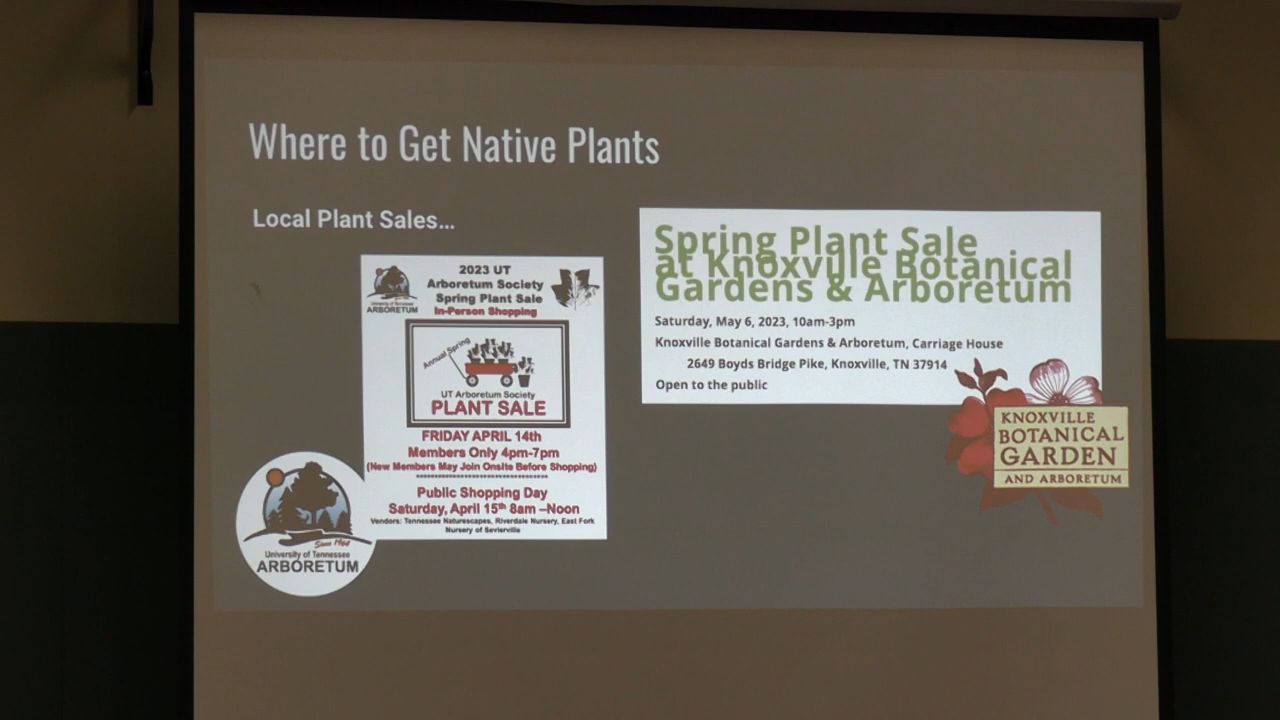 Where to Get Native Plants
Local Plant Sales...
University of Tennessee
ARBORETUM
2023 UT
Arboretum Society
Spring Plant Sale
In-Person Shopping
Annual Spring
UT Arboretum Society
PLANT SALE
FRIDAY APRIL 14th
Members Only 4pm-7pm
(New Members May Join Onsite Before Shopping)
Public Shopping Day
Saturday, April 15th 8am –Noon
Vendors: Tennessee Naturescapes, Riverdale Nursery, East Fork
Nursery of Sevierville
Since 1964
University of Tennessee
ARBORETUM
Spring Plant Sale
at Knoxville Botanical
Gardens & Arboretum
Saturday, May 6, 2023, 10am-3pm
Knoxville Botanical Gardens & Arboretum, Carriage House
2649 Boyds Bridge Pike, Knoxville, TN 37914
Open to the public
KNOXVILLE
BOTANICAL
GARDEN
AND ARBORETUM